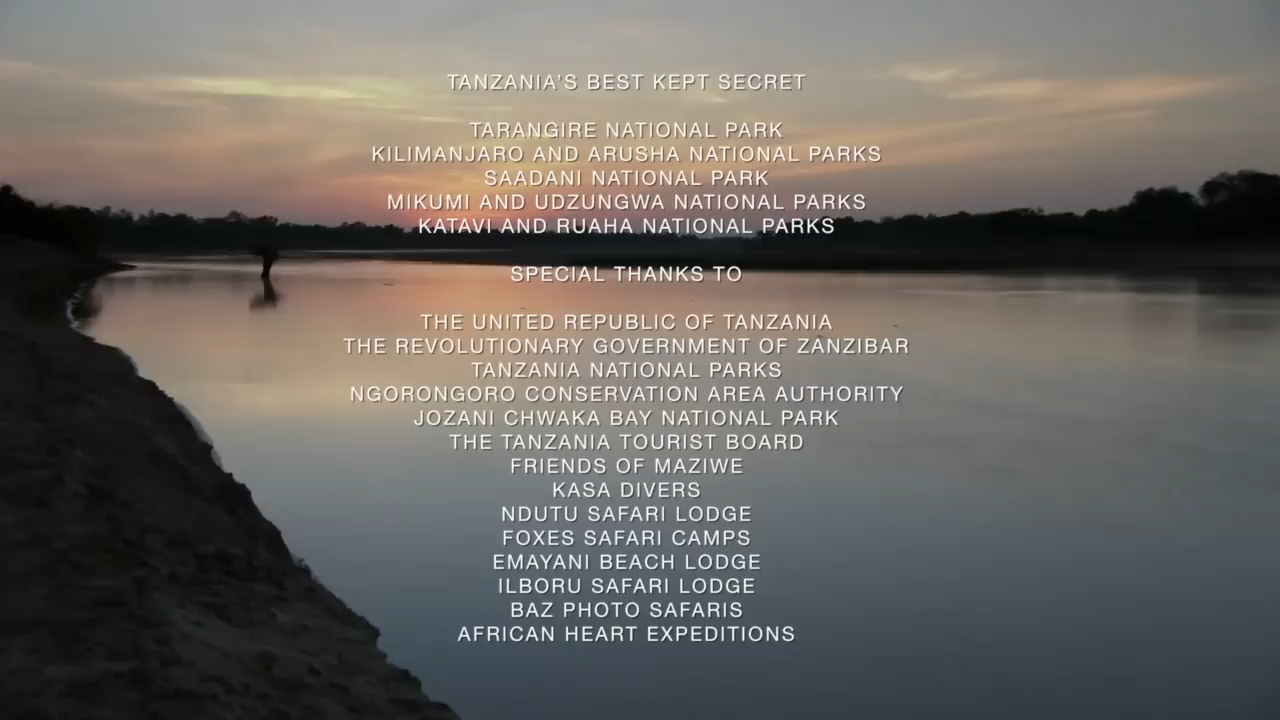 TANZANIA'S BEST KEPT SECRET
TARANGIRE NATIONAL PARK
KILIMANJARO AND ARUSHA NATIONAL PARKS
SAADANI NATIONAL PARK
MIKUMI AND UDZUNGWA NATIONAL PARKS
KATAVI AND RUAHA NATIONAL PARKS
SPECIAL THANKS TO
THE UNITED REPUBLIC OF TANZANIA
THE REVOLUTIONARY GOVERNMENT OF ZANZIBAR
TANZANIA NATIONAL PARKS
NGORONGORO CONSERVATION AREA AUTHORITY
JOZANI CHWAKA BAY NATIONAL PARK
THE TANZANIA TOURIST BOARD
FRIENDS OF MAZIWE
KASA DIVERS
NDUTU SAFARI LODGE
FOXES SAFARI CAMPS
EMAYANI BEACH LODGE
ILBORU SAFARI LODGE
BAZ PHOTO SAFARIS
AFRICAN HEART EXPEDITIONS